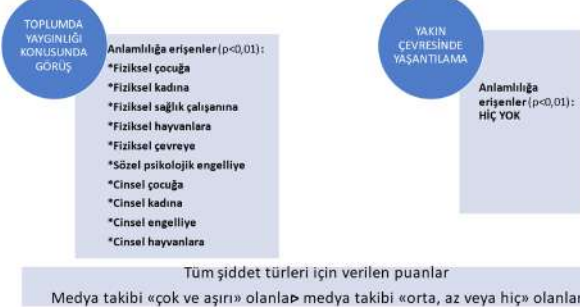 TOPLUMDA
YAYGINLIĞI
KONUSUNDA
GÖRÜŞ
Anlamlılığa erişenler (p<0,01):
*Fiziksel çocuğa
*Fiziksel kadına
*Fiziksel sağlık çalışanına
*Fiziksel hayvanlara
*Fiziksel çevreye
*Sözel psikolojik engelliye
*Cinsel çocuğa
*Cinsel kadına
*Cinsel engelliye
*Cinsel hayvanlara
YAKIN
ÇEVRESİNDE
YAŞANTILAMA
Anlamlılığa
erişenler (p<0,01):
HİÇ YOK
Tüm şiddet türleri için verilen puanlar
Medya takibi «çok ve aşırı» olanla> medya takibi «orta, az veya hiç» olanlar